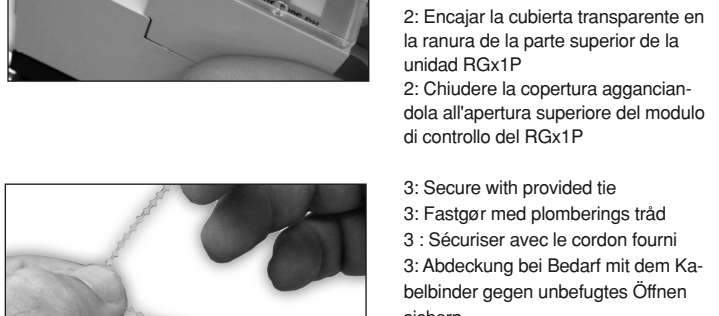 2: Encajar la cubierta transparente en
la ranura de la parte superior de la
unidad RGx1P
2: Chiudere la copertura aggancian-
dola all'apertura superiore del modulo
di controllo del RGx1P
3: Secure with provided tie
3: Fastgør med plomberings tråd
3 : Sécuriser avec le cordon fourni
3: Abdeckung bei Bedarf mit dem Ka-
belbinder gegen unbefugtes Öffnen